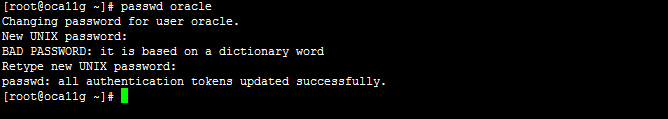 [root@oca11g ~]# passwd oracle
Changing password for user oracle.
New UNIX password:
BAD PASSWORD: it is based on a dictionary word
Retype new UNIX password:
passwd: all authentication tokens updated successfully.
[root@oca11g ~]#